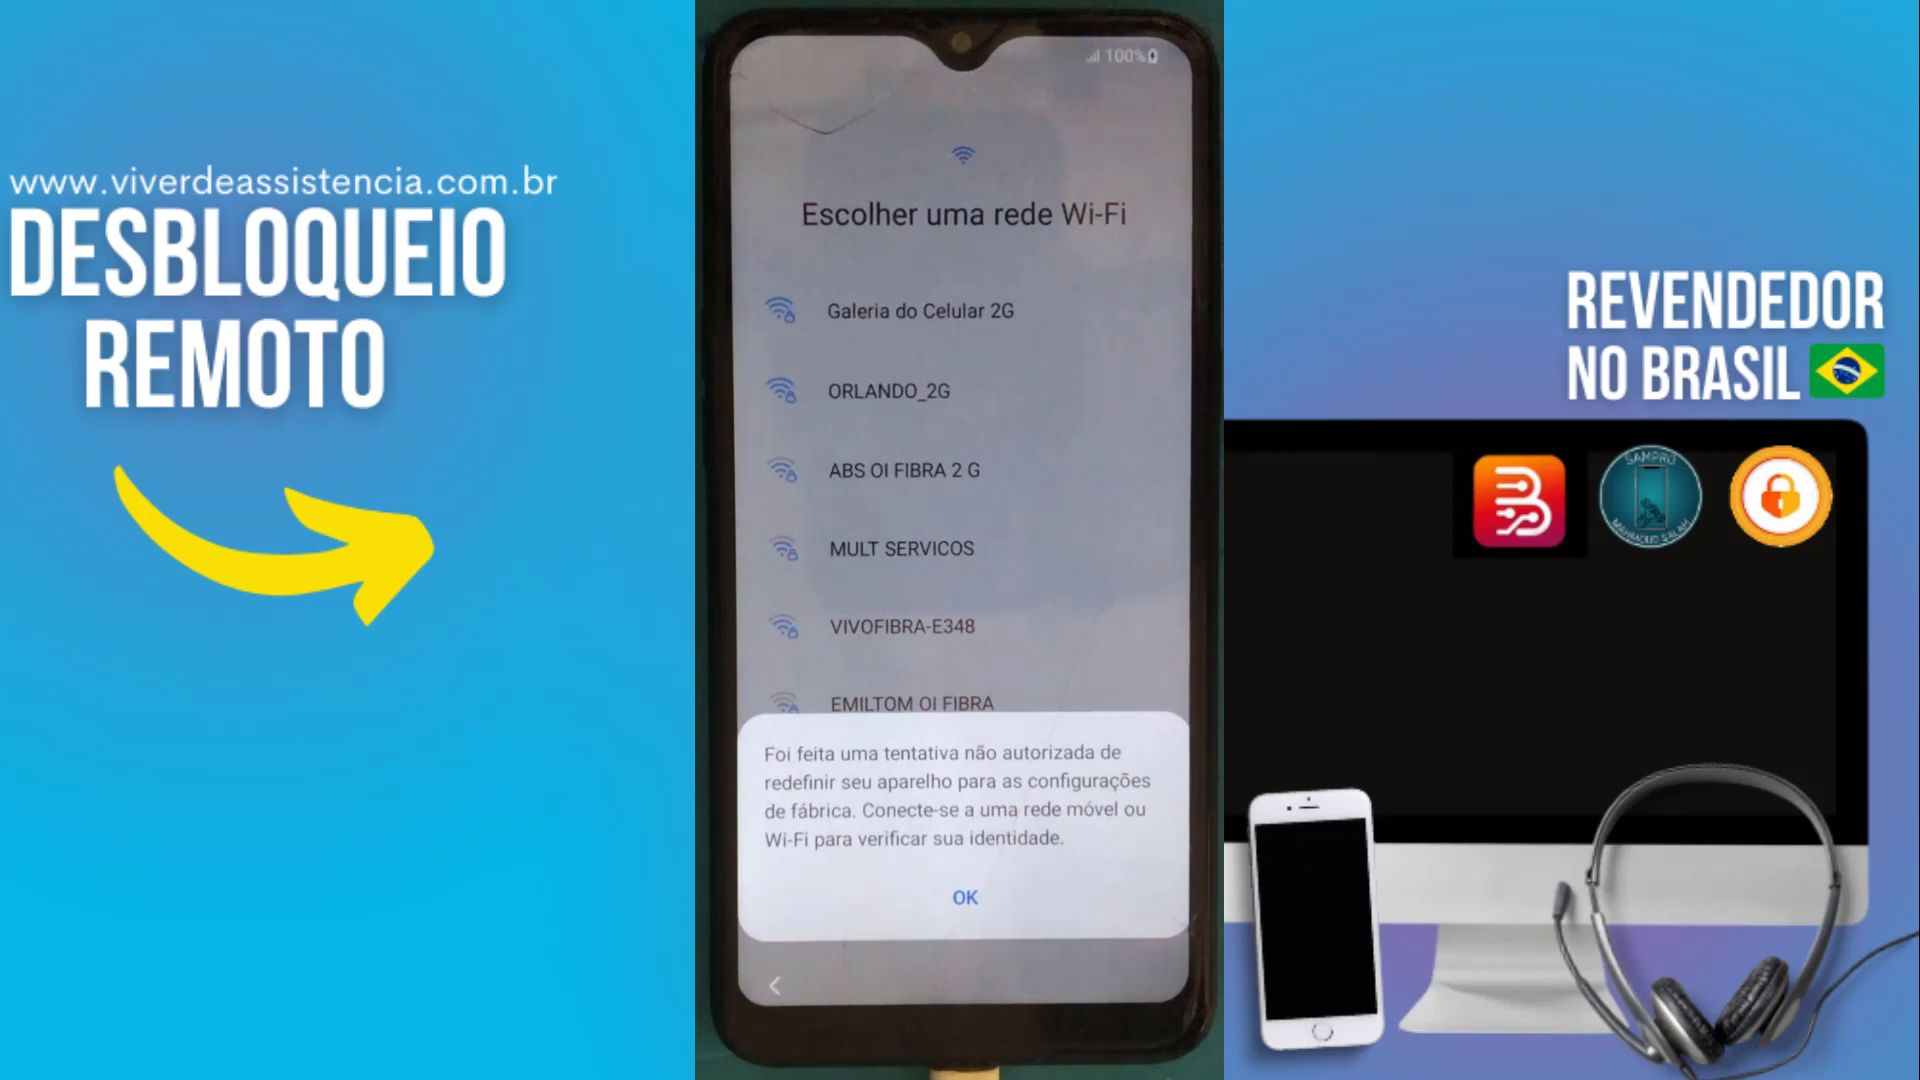 www.viverdeassistencia.com.br
DESBLOQUEIO
REMOTO
100%
Escolher uma rede Wi-Fi
Galeria do Celular 2G
ORLANDO_2G
ABS OI FIBRA 2 G
MULT SERVICOS
VIVOFIBRA-E348
EMILTOM OI FIBRA
Foi feita uma tentativa não autorizada de
redefinir seu aparelho para as configurações
de fábrica. Conecte-se a uma rede móvel ou
Wi-Fi para verificar sua identidade.
OK
REVENDEDOR
NO BRASIL
SAMPRO
MAHMOUD SALAH